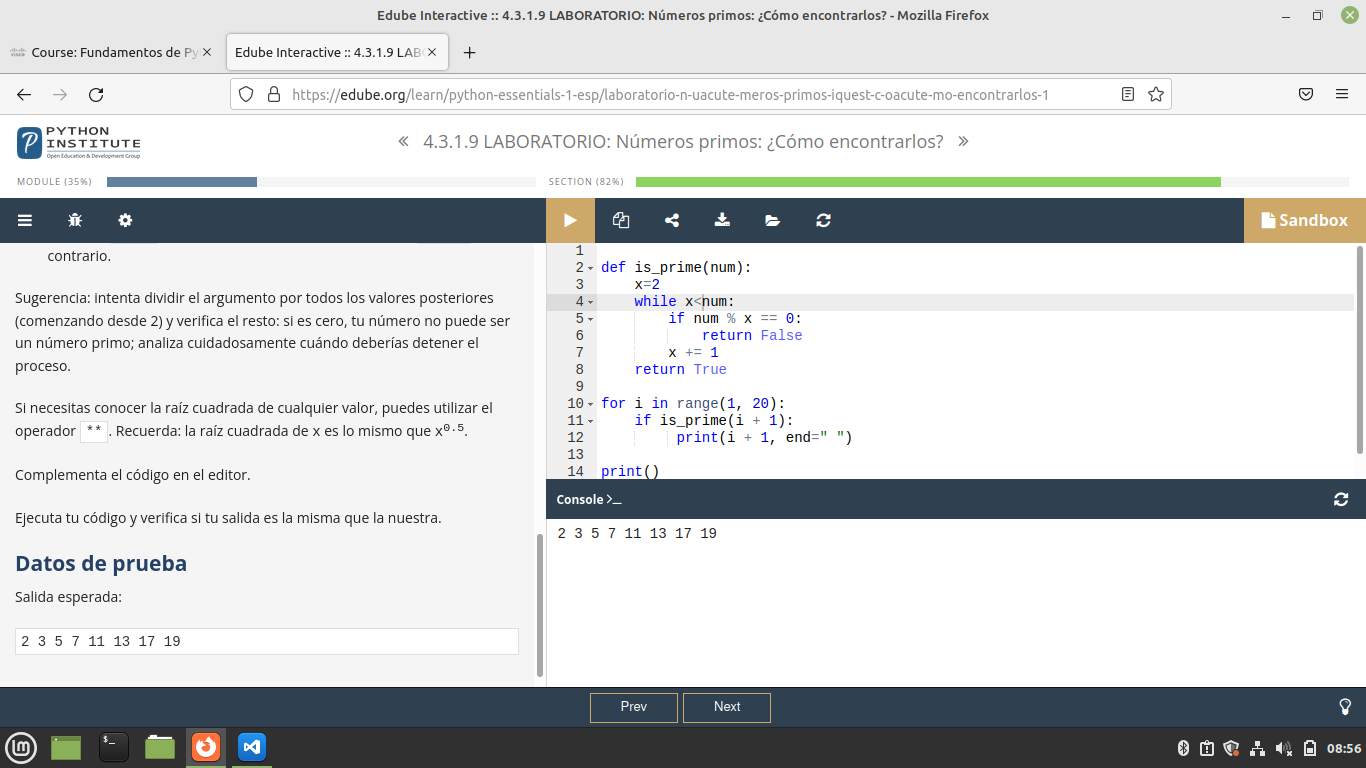 Edube Interactive :: 4.3.1.9 LABORATORIO: Números primos: ¿Cómo encontrarlos? - Mozilla Firefox
Course: Fundamentos de Py
Edube Interactive :: 4.3.1.9 LAB
https://edube.org/learn/python-essentials-1-esp/laboratorio-n-uacute-meros-primos-iquest-c-oacute-mo-encontrarlos-1
PYTHON
INSTITUTE
Open Education & Development Group
« 4.3.1.9 LABORATORIO: Números primos: ¿Cómo encontrarlos? »
MODULE (35%)
SECTION (82%)
Sandbox
contrario.
Sugerencia: intenta dividir el argumento por todos los valores posteriores
(comenzando desde 2) y verifica el resto: si es cero, tu número no puede ser
un número primo; analiza cuidadosamente cuándo deberías detener el
proceso.
Si necesitas conocer la raíz cuadrada de cualquier valor, puedes utilizar el
operador ** . Recuerda: la raíz cuadrada de x es lo mismo que x^0.5.
Complementa el código en el editor.
Ejecuta tu código y verifica si tu salida es la misma que la nuestra.
Datos de prueba
Salida esperada:
2 3 5 7 11 13 17 19
1
2 def is_prime(num):
3     x=2
4     while x<num:
5         if num % x == 0:
6             return False
7         x += 1
8     return True
9
10 for i in range(1, 20):
11     if is_prime(i + 1):
12          print(i + 1, end=" ")
13
14 print()
Console >_
2 3 5 7 11 13 17 19
Prev
Next
08:56